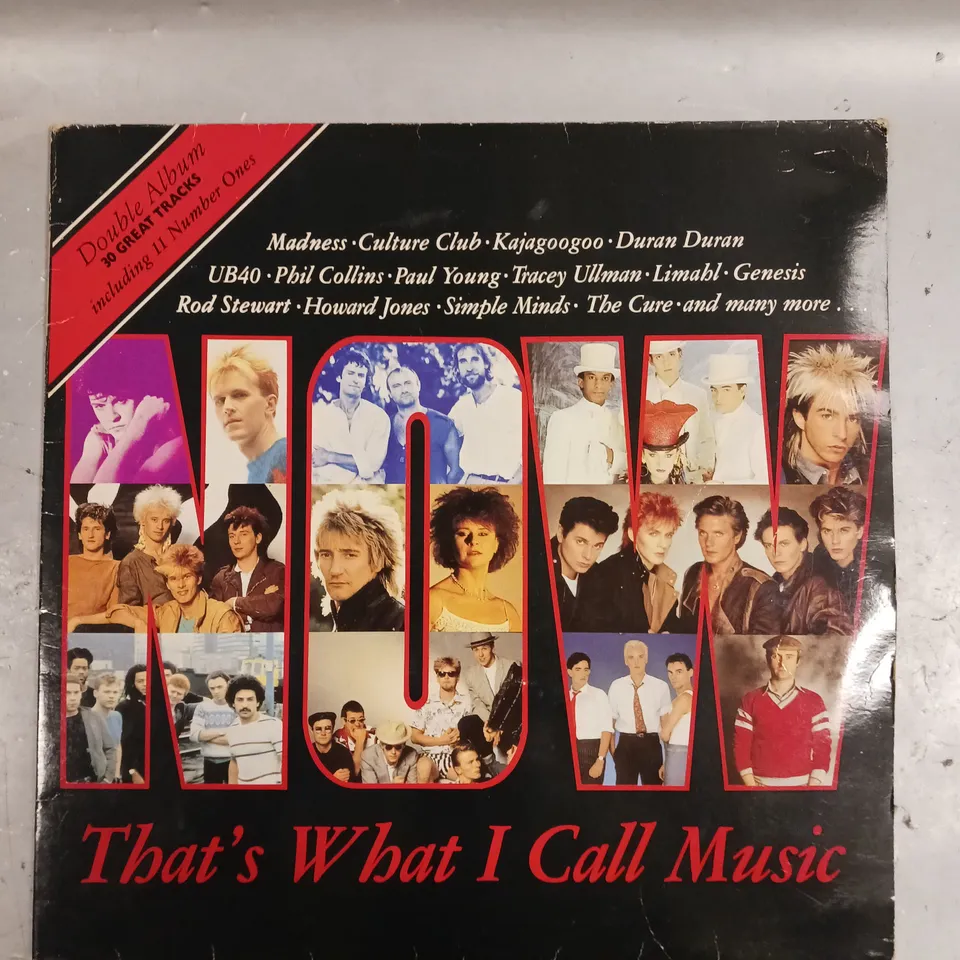 Double Album
30 GREAT TRACKS
including 11 Number Ones
Madness · Culture Club · Kajagoogoo · Duran Duran
UB40 · Phil Collins · Paul Young · Tracey Ullman · Limahl · Genesis
Rod Stewart · Howard Jones · Simple Minds · The Cure · and many more . . .
NOW
That's What I Call Music